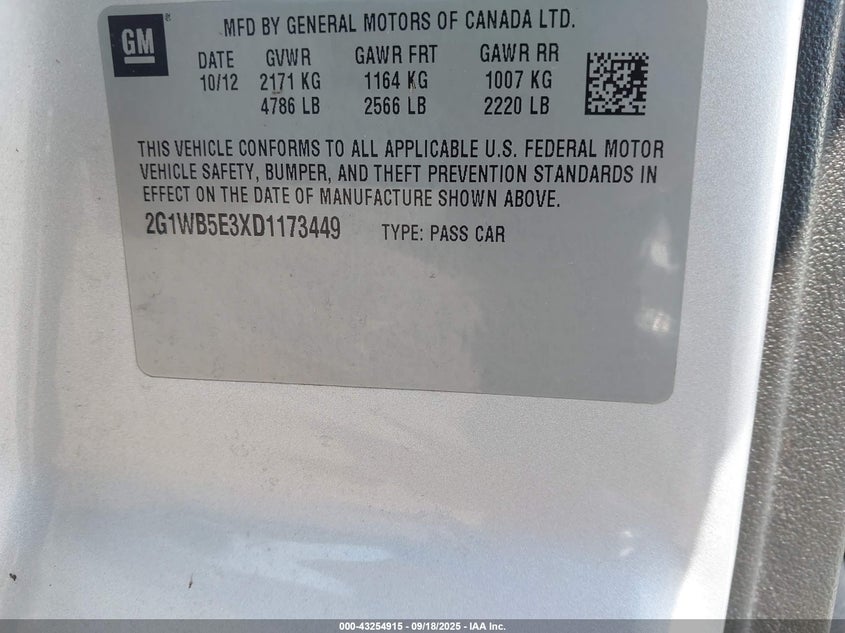 GM
MFD BY GENERAL MOTORS OF CANADA LTD.
DATE GVWR GAWR FRT GAWR RR
10/12 2171 KG 1164 KG 1007 KG
4786 LB 2566 LB 2220 LB
THIS VEHICLE CONFORMS TO ALL APPLICABLE U.S. FEDERAL MOTOR
VEHICLE SAFETY, BUMPER, AND THEFT PREVENTION STANDARDS IN
EFFECT ON THE DATE OF MANUFACTURE SHOWN ABOVE.
2G1WB5E3XD1173449 TYPE: PASS CAR
000-43254915 - 09/18/2025 - IAA Inc.